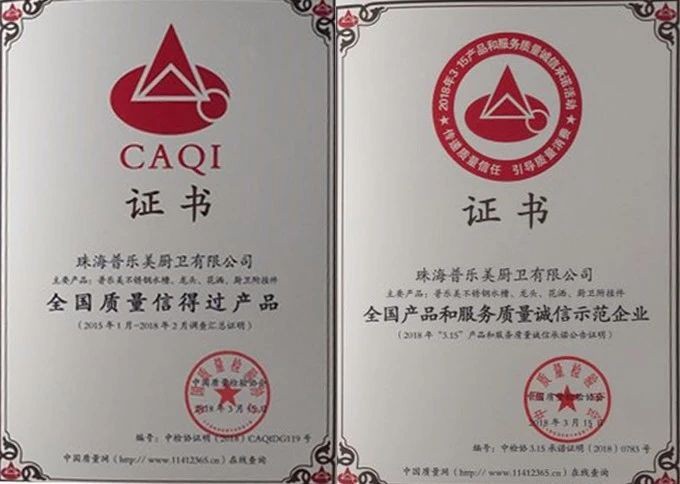 CAQI
证书
珠海普乐美厨卫有限公司
主要产品：普乐美不锈钢水槽、龙头、花洒、厨卫附挂件
全国质量信得过产品
（2015年1月-2018年2月调查汇总证明）
中国质量检验协会
2018年3月15日
编号：中检协证明（2018）CAQIDG119号
中国质量网（http://www.11412365.cn）在线查询
2018年3·15产品和服务质量诚信承诺活动
★传递质量信任 引导质量消费★
证书
珠海普乐美厨卫有限公司
主要产品：普乐美不锈钢水槽、龙头、花洒、厨卫附挂件
全国产品和服务质量诚信示范企业
（2018年“3.15”产品和服务质量诚信承诺公告证明）
中国质量检验协会
2018年3月15日
编号：中检协3.15承诺证明（2018）0783号
中国质量网（http://www.11412365.cn）在线查询